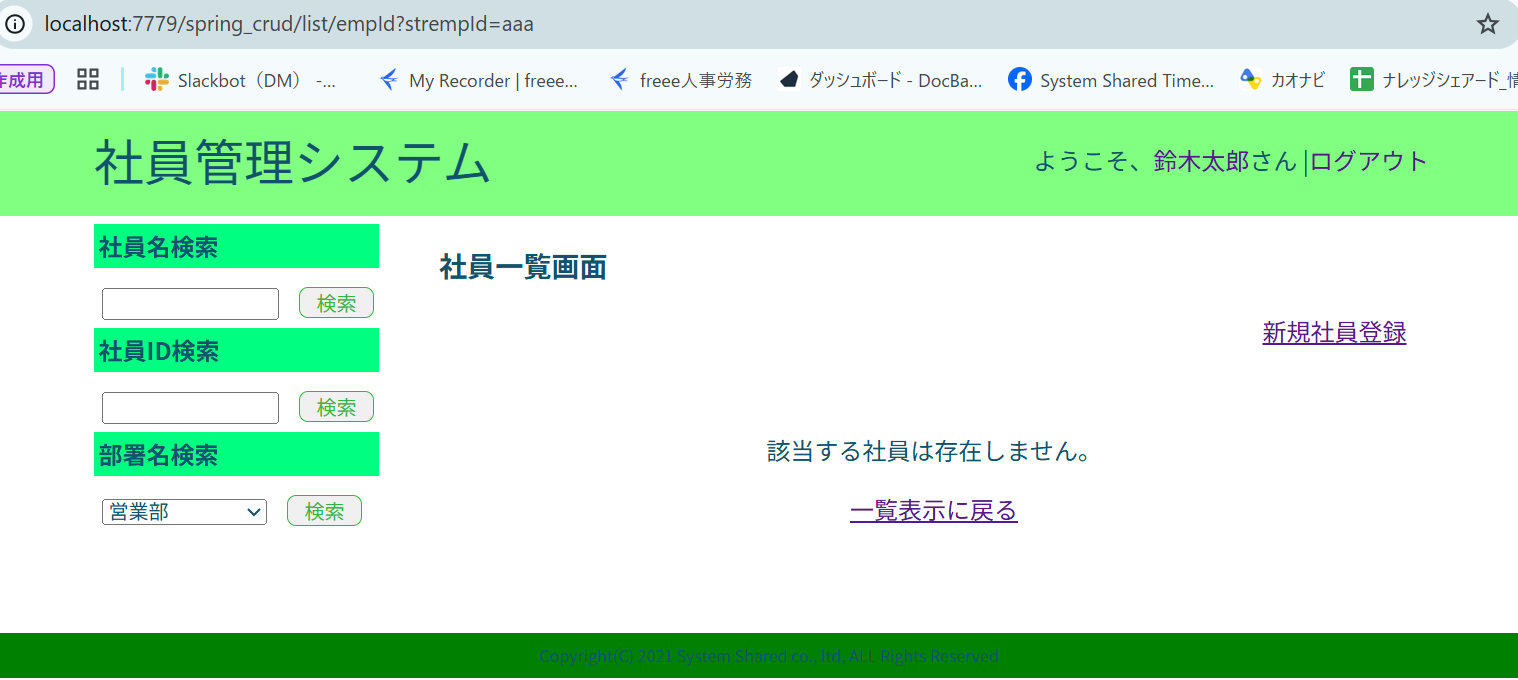 localhost:7779/spring_crud/list/empId?strempId=aaa
作成用 Slackbot（DM） -... My Recorder | freee... freee人事労務 ダッシュボード - DocBa... System Shared Time... カオナビ ナレッジシェアード_情
社員管理システム
ようこそ、鈴木太郎さん |ログアウト
社員名検索
検索
社員ID検索
検索
部署名検索
営業部 検索
社員一覧画面
新規社員登録
該当する社員は存在しません。
一覧表示に戻る
Copyright(C) 2021 System Shared co., ltd, ALL Rights Reserved